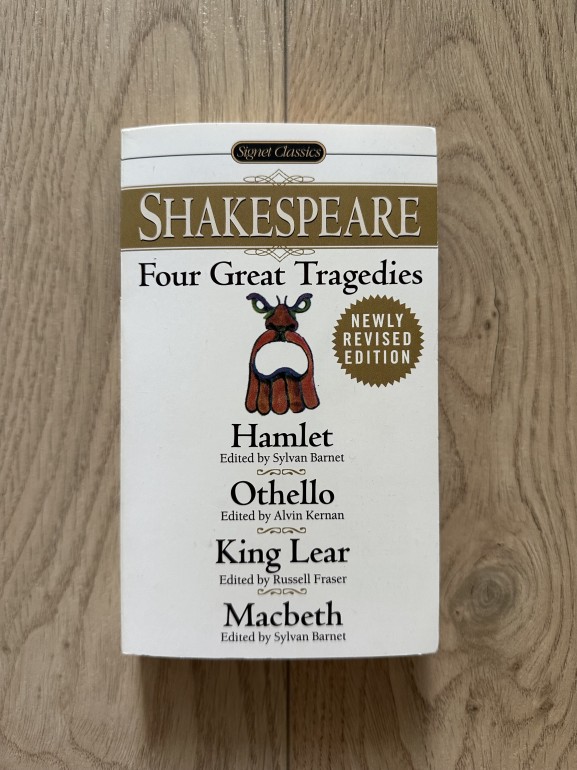 Signet Classics
SHAKESPEARE
Four Great Tragedies
NEWLY
REVISED
EDITION
Hamlet
Edited by Sylvan Barnet
Othello
Edited by Alvin Kernan
King Lear
Edited by Russell Fraser
Macbeth
Edited by Sylvan Barnet